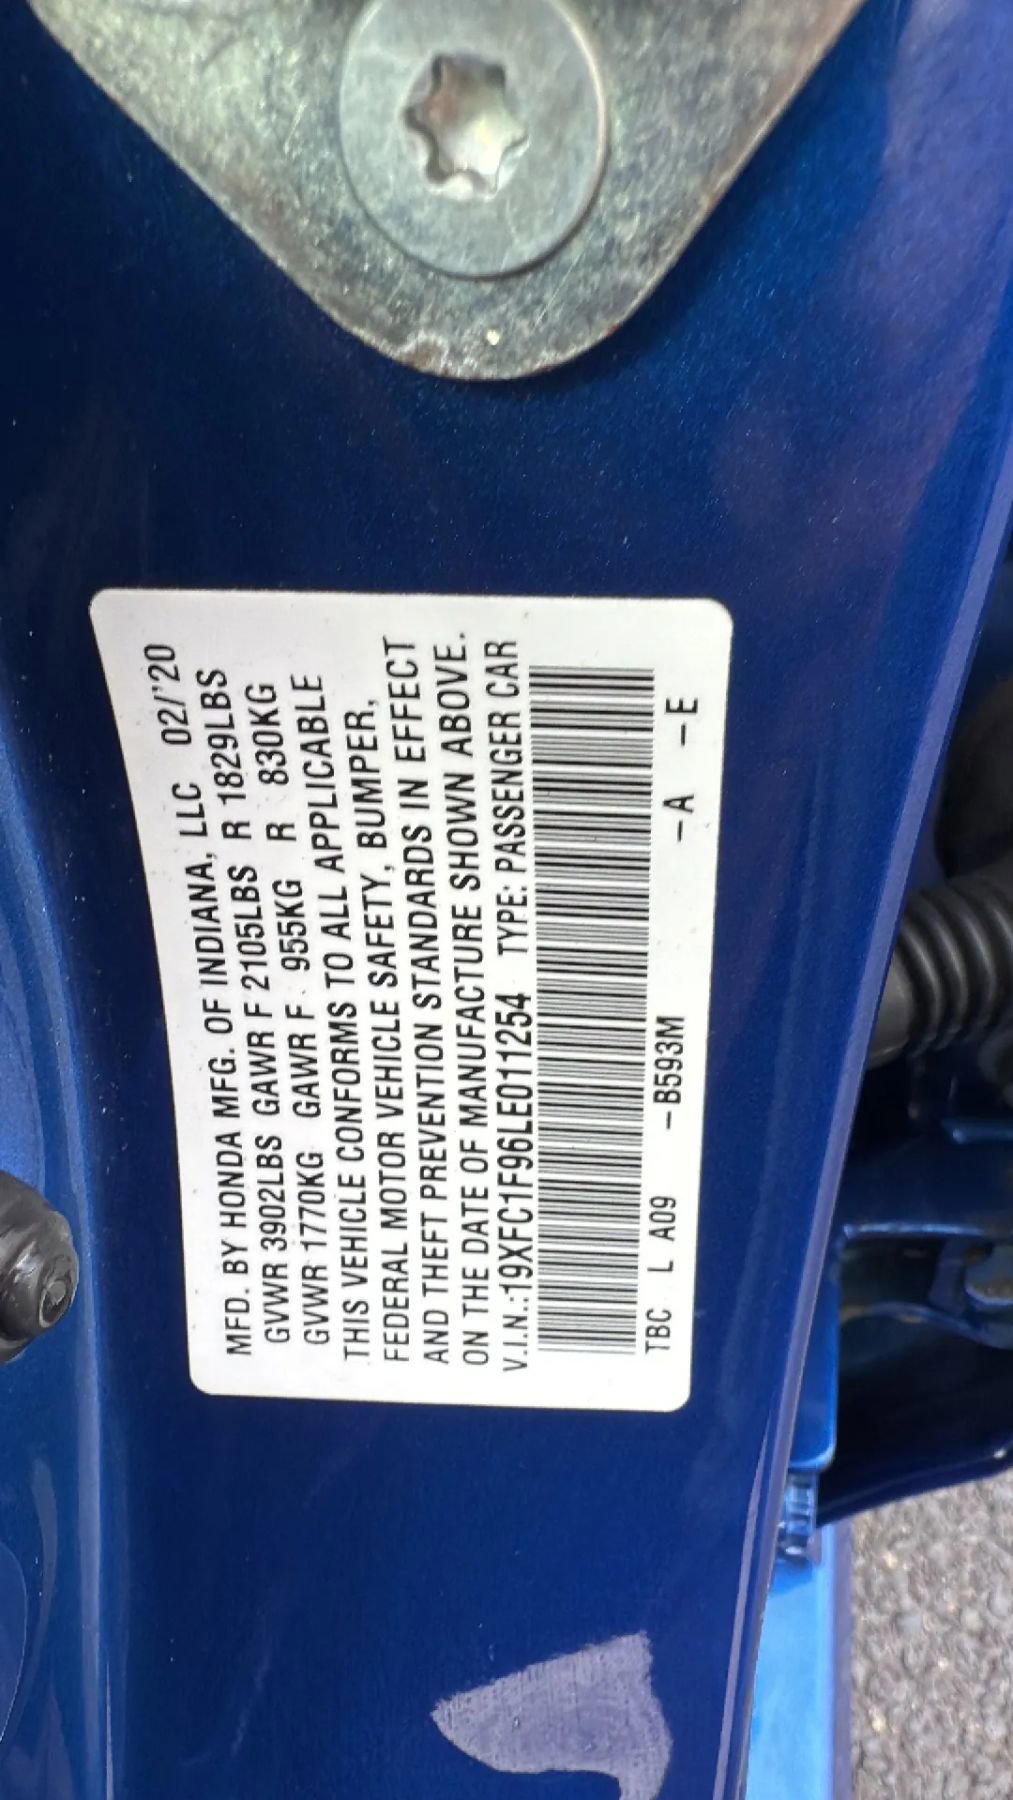 MFD. BY HONDA MFG. OF INDIANA, LLC 02/'20
GVWR 3902LBS GAWR F 2105LBS R 1829LBS
GVWR 1770KG GAWR F 955KG R 830KG
THIS VEHICLE CONFORMS TO ALL APPLICABLE
FEDERAL MOTOR VEHICLE SAFETY, BUMPER,
AND THEFT PREVENTION STANDARDS IN EFFECT
ON THE DATE OF MANUFACTURE SHOWN ABOVE.
V.I.N.:19XFC1F96LE011254 TYPE: PASSENGER CAR
TBC L A09 -B593M -A -E